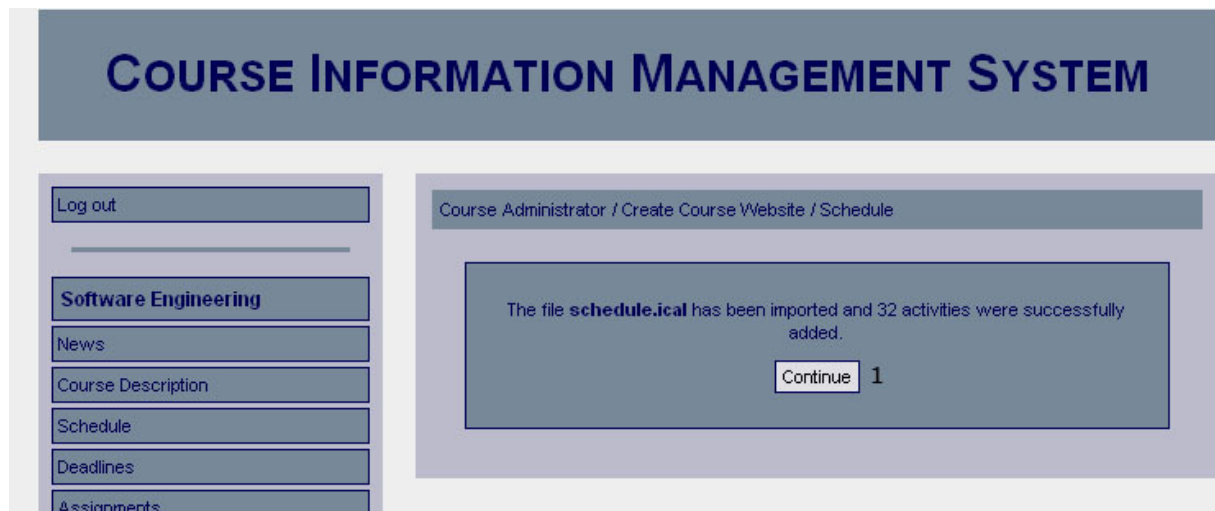 COURSE INFORMATION MANAGEMENT SYSTEM
Log out
Software Engineering
News
Course Description
Schedule
Deadlines
Assignments
Course Administrator / Create Course Website / Schedule
The file schedule.ical has been imported and 32 activities were successfully
added.
Continue 1